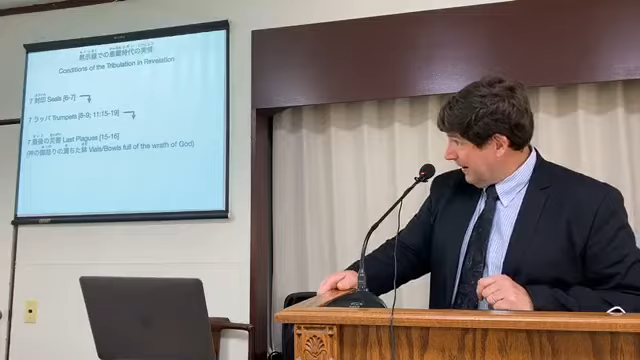 黙示録での患難時代の実情
Conditions of the Tribulation in Revelation
7 封印 Seals [6-7]
7 ラッパ Trumpets [8-9; 11:15-19]
7 最後の災害 Last Plagues [15-16]
(神の御怒りの満ちた鉢 Vials/Bowls full of the wrath of God)